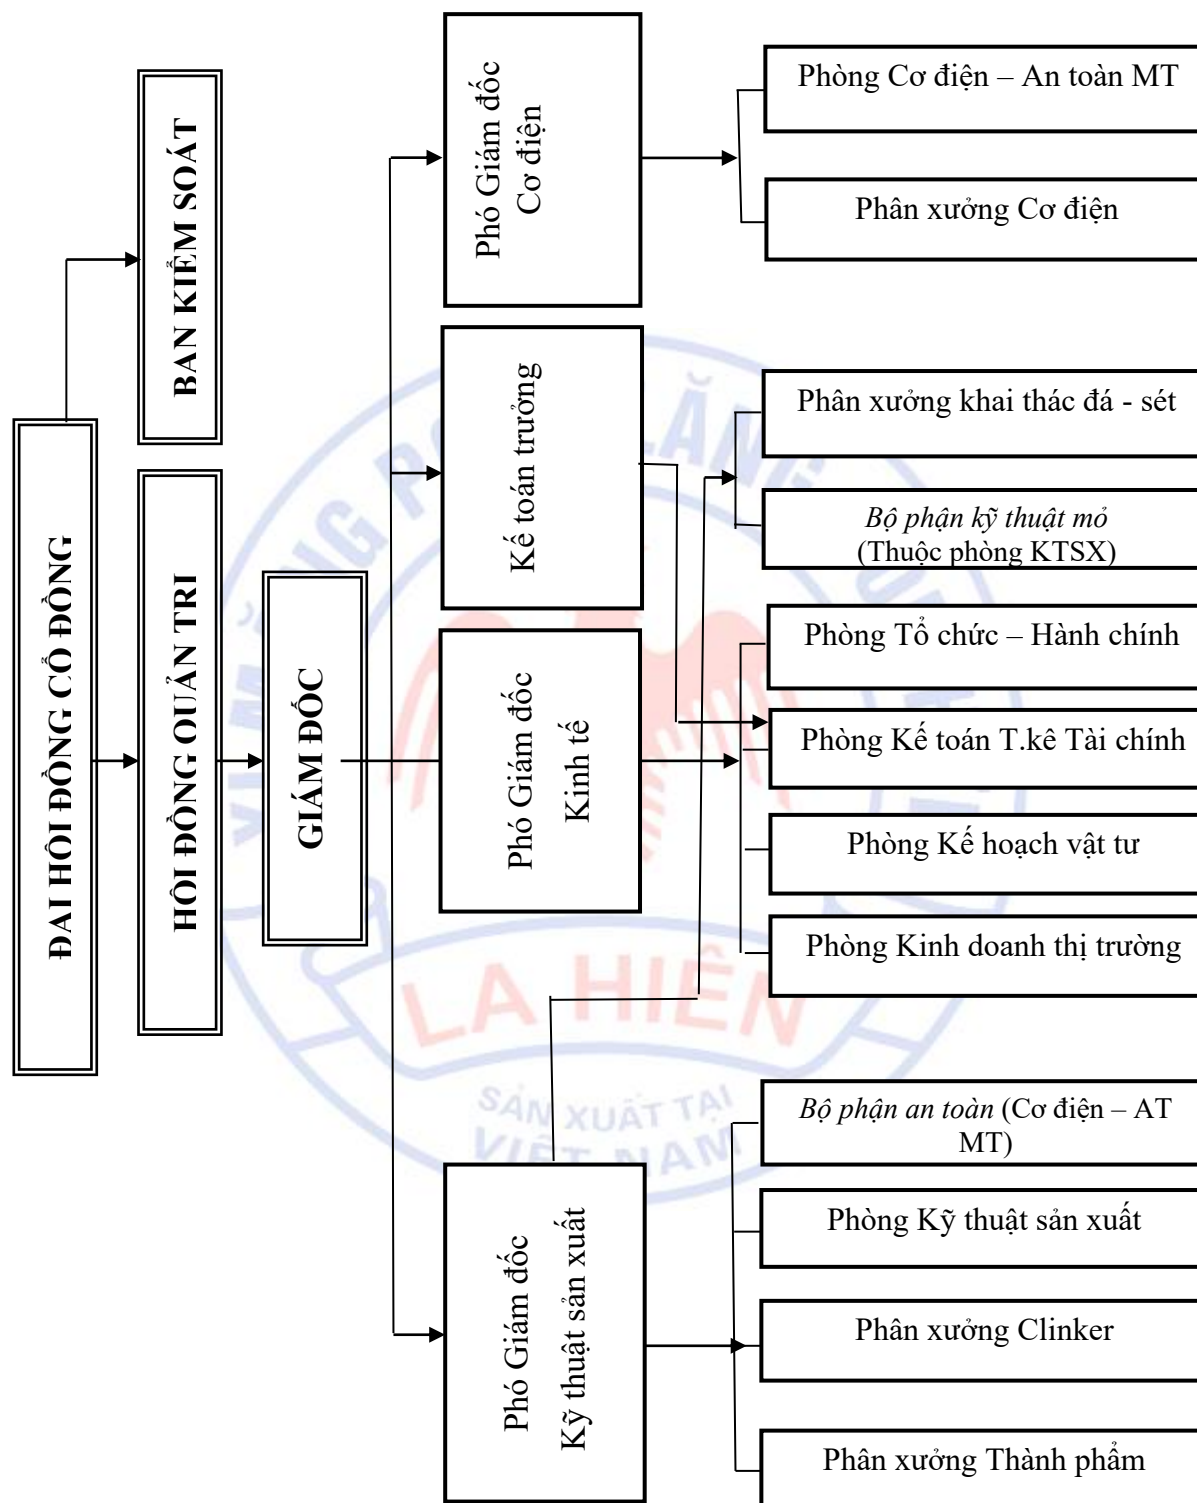 ĐẠI HỘI ĐỒNG CỔ ĐÔNG
BAN KIỂM SOÁT
HỘI ĐỒNG QUẢN TRỊ
GIÁM ĐỐC
Phó Giám đốc
Cơ điện
Kế toán trưởng
Phó Giám đốc
Kinh tế
Phó Giám đốc
Kỹ thuật sản xuất
Phòng Cơ điện – An toàn MT
Phân xưởng Cơ điện
Phân xưởng khai thác đá - sét
Bộ phận kỹ thuật mỏ
(Thuộc phòng KTSX)
Phòng Tổ chức – Hành chính
Phòng Kế toán T.kê Tài chính
Phòng Kế hoạch vật tư
Phòng Kinh doanh thị trường
Bộ phận an toàn (Cơ điện – AT
MT)
Phòng Kỹ thuật sản xuất
Phân xưởng Clinker
Phân xưởng Thành phẩm
LA HIÊN
SẢN XUẤT TẠI
VIỆT NAM